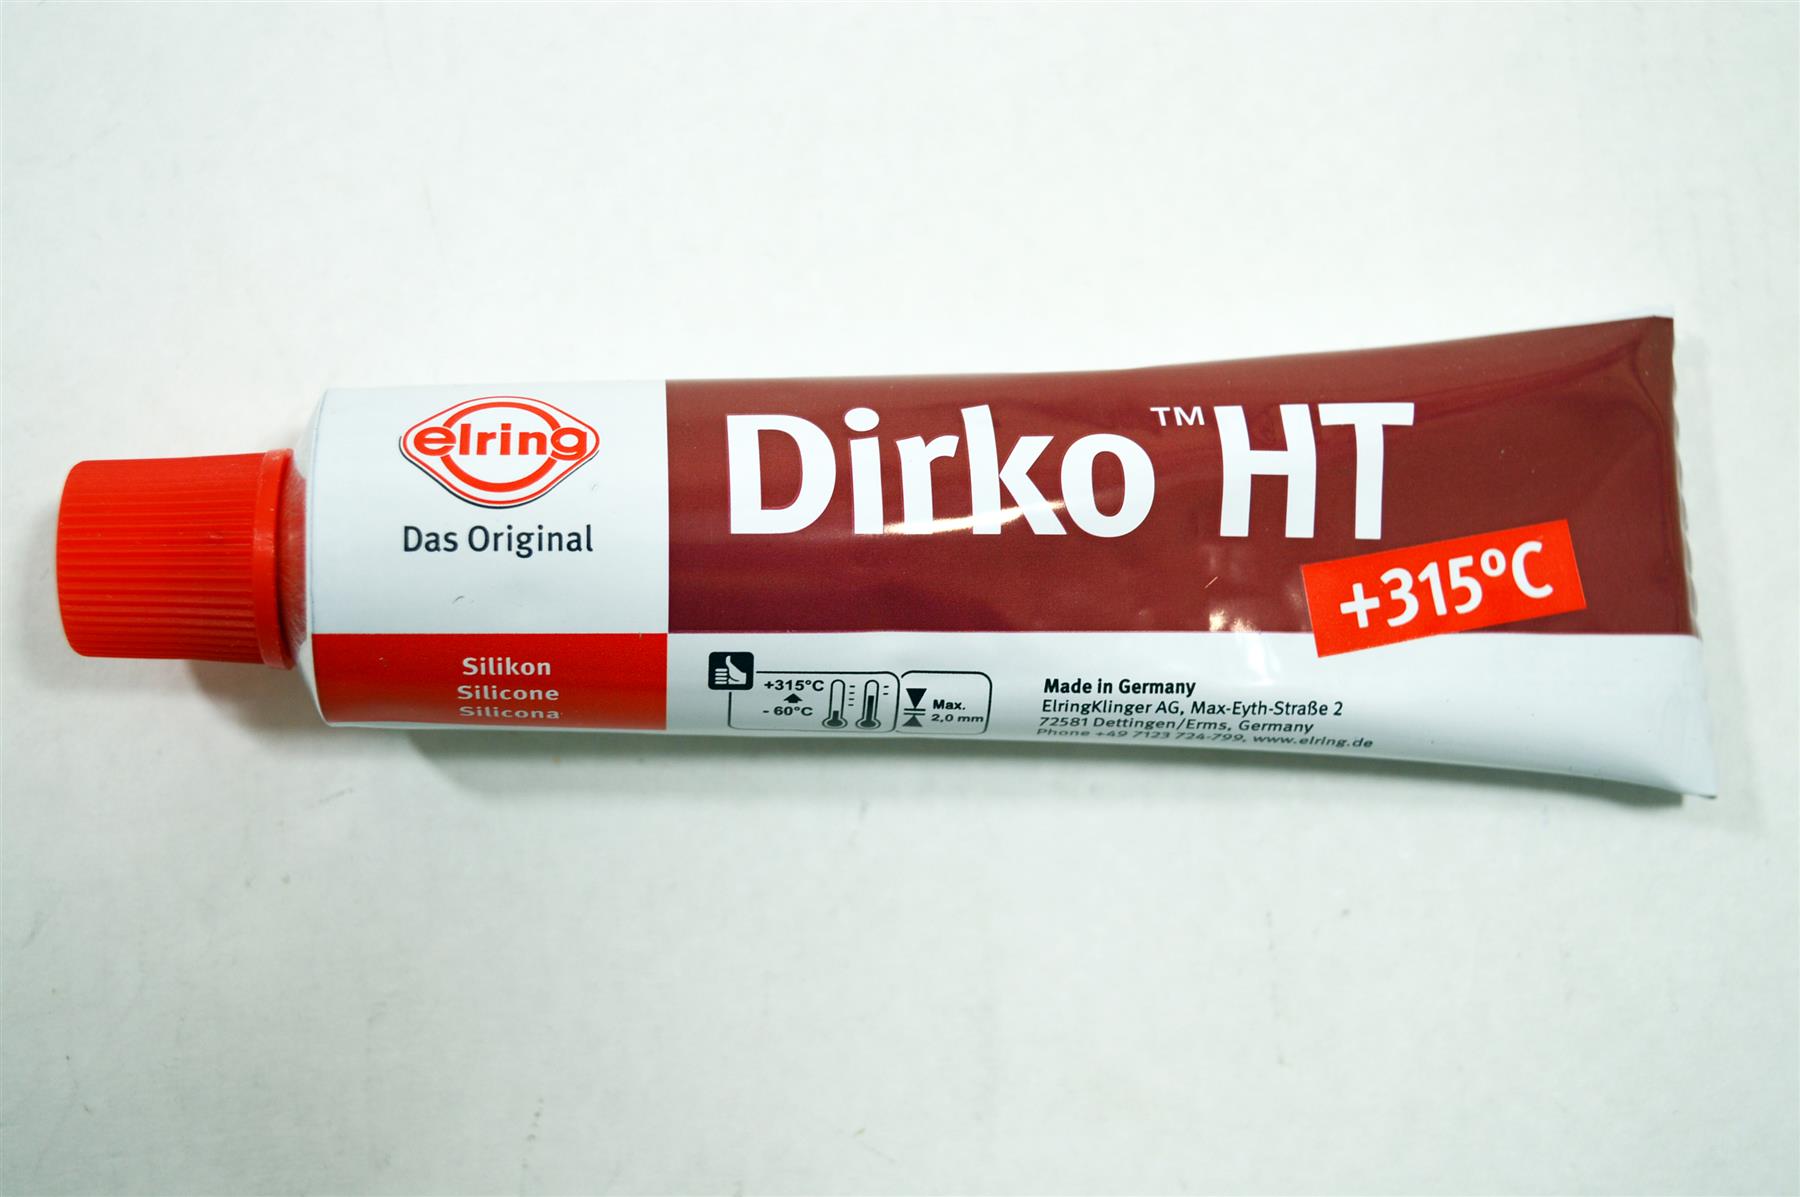 elring
Das Original
Silikon
Silicone
Silicona
Dirko™ HT
+315°C
+315°C
- 60°C
Max.
2,0 mm
Made in Germany
ElringKlinger AG, Max-Eyth-Straße 2
72581 Dettingen/Erms, Germany
Phone +49 7123 724-799, www.elring.de